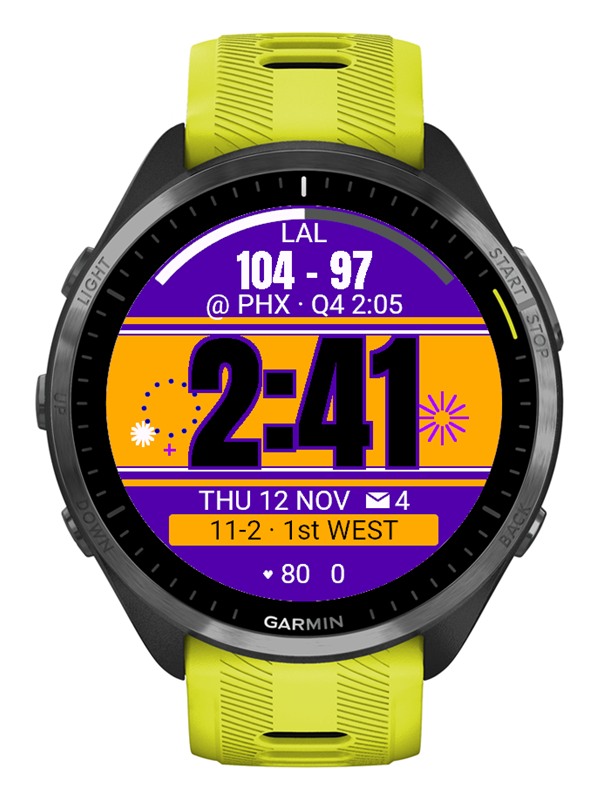 LAL
104 - 97
@ PHX · Q4 2:05
LIGHT
START
STOP
UP
2:41
DOWN
BACK
THU 12 NOV 4
11-2 · 1st WEST
80 0
GARMIN